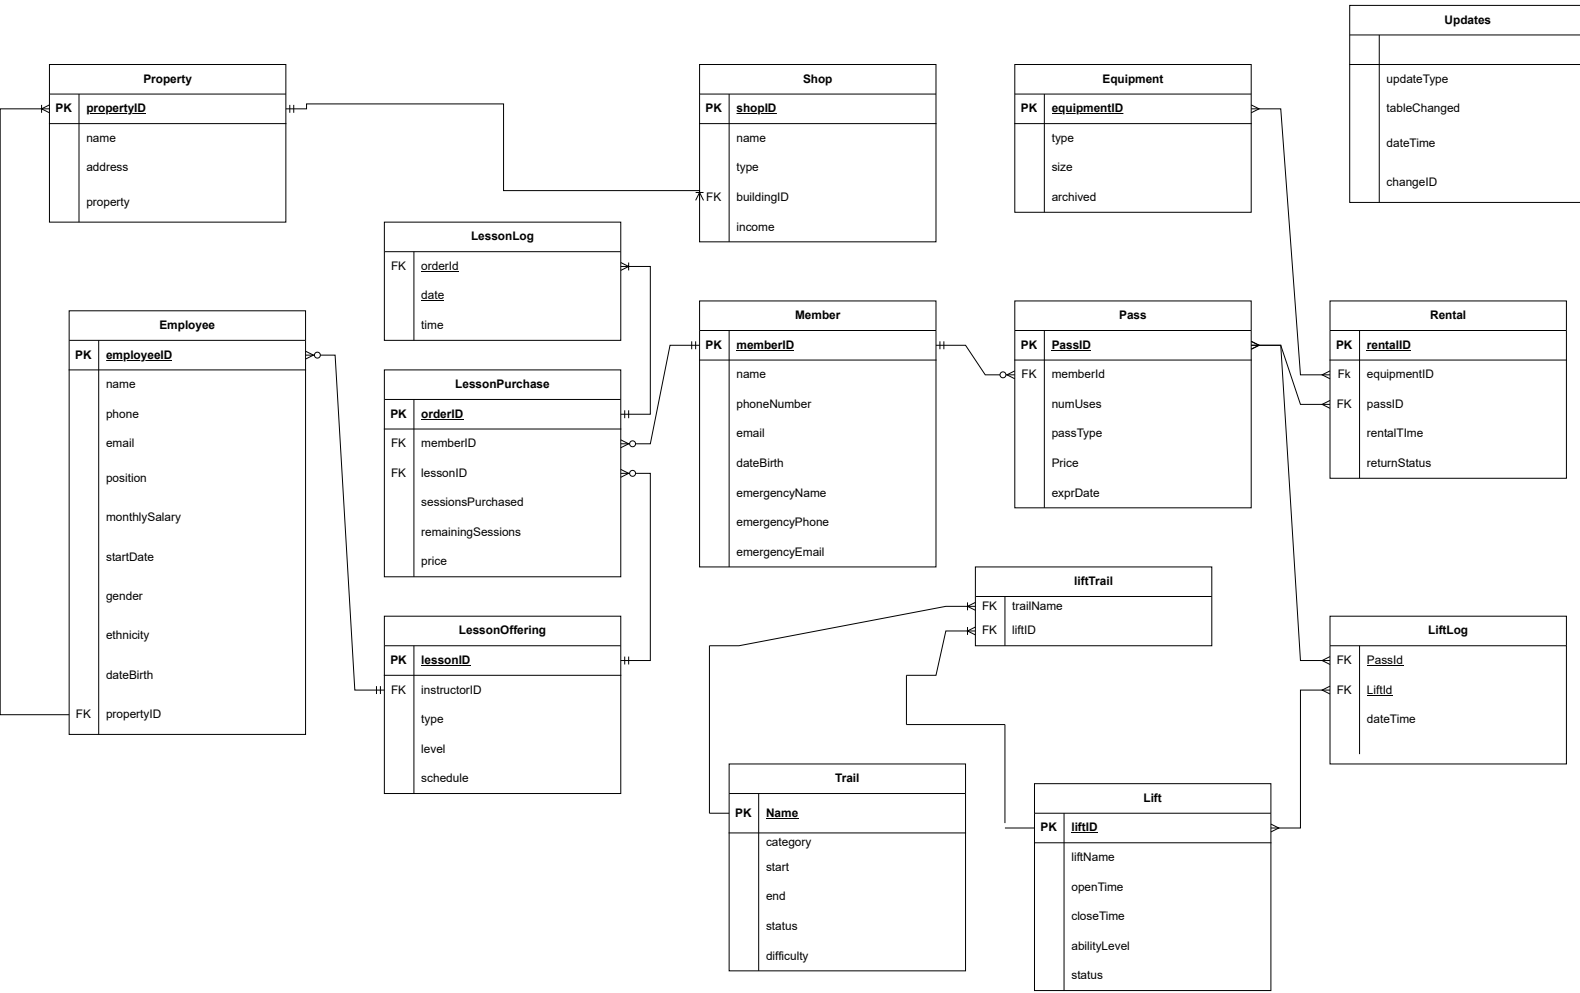 Updates
updateType
tableChanged
dateTime
changeID
Property
PK propertyID
name
address
property
Shop
PK shopID
name
type
FK buildingID
income
Equipment
PK equipmentID
type
size
archived
LessonLog
FK orderId
date
time
Employee
PK employeeID
name
phone
email
position
monthlySalary
startDate
gender
ethnicity
dateBirth
FK propertyID
LessonPurchase
PK orderID
FK memberID
FK lessonID
sessionsPurchased
remainingSessions
price
Member
PK memberID
name
phoneNumber
email
dateBirth
emergencyName
emergencyPhone
emergencyEmail
Pass
PK PassID
FK memberId
numUses
passType
Price
exprDate
Rental
PK rentalID
Fk equipmentID
FK passID
rentalTIme
returnStatus
liftTrail
FK trailName
FK liftID
LessonOffering
PK lessonID
FK instructorID
type
level
schedule
LiftLog
FK PassId
FK LiftId
dateTime
Trail
PK Name
category
start
end
status
difficulty
Lift
PK liftID
liftName
openTime
closeTime
abilityLevel
status